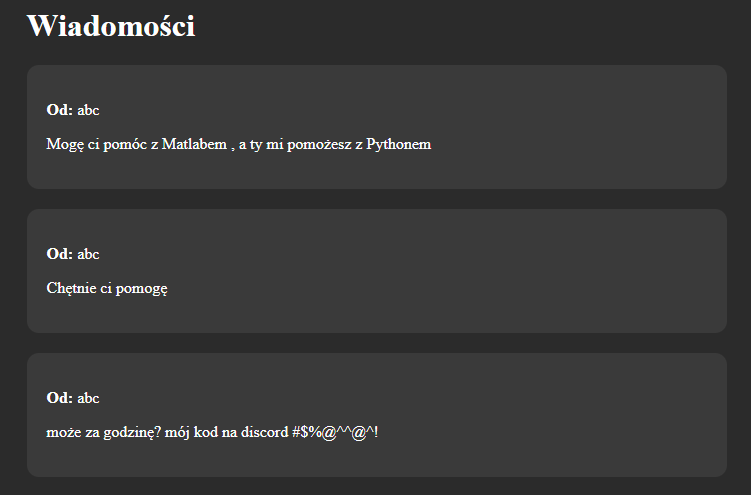 Wiadomości
Od: abc
Mogę ci pomóc z Matlabem , a ty mi pomożesz z Pythonem
Od: abc
Chętnie ci pomogę
Od: abc
może za godzinę? mój kod na discord #$%@^^@^!